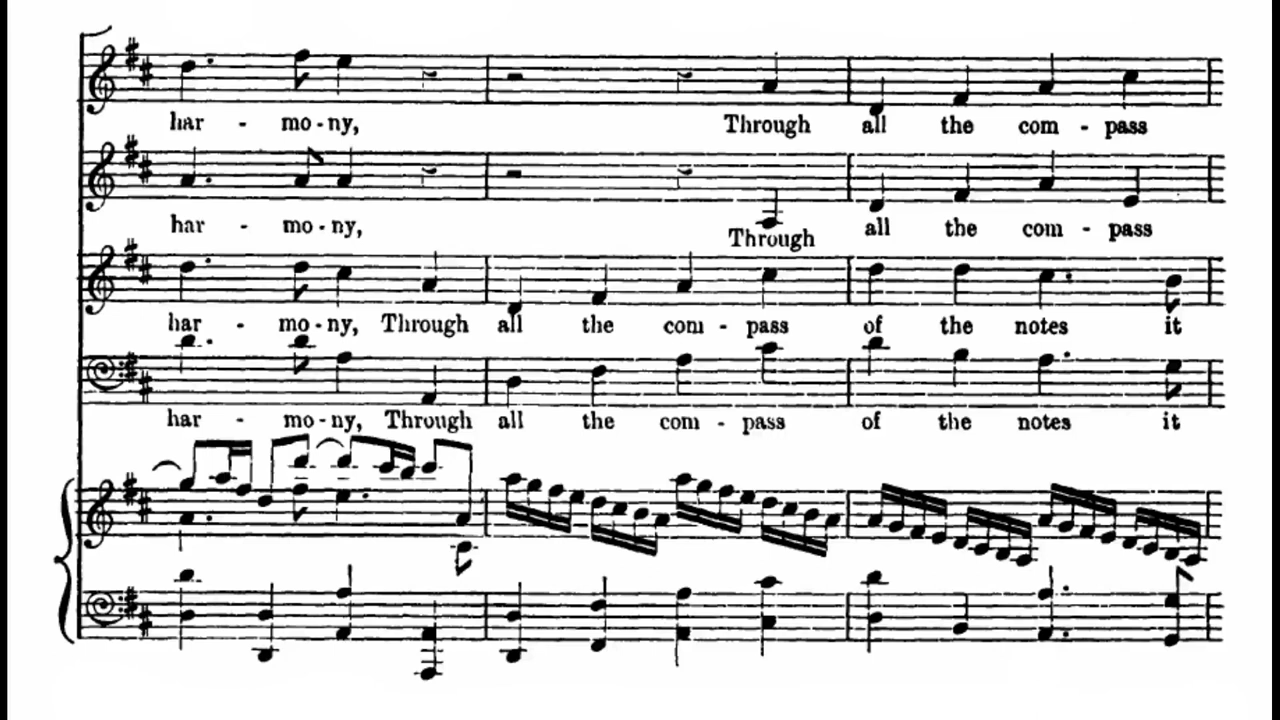 har - mo - ny, Through all the com - pass
har - mo - ny, Through all the com - pass
har - mo - ny, Through all the com - pass of the notes it
har - mo - ny, Through all the com - pass of the notes it